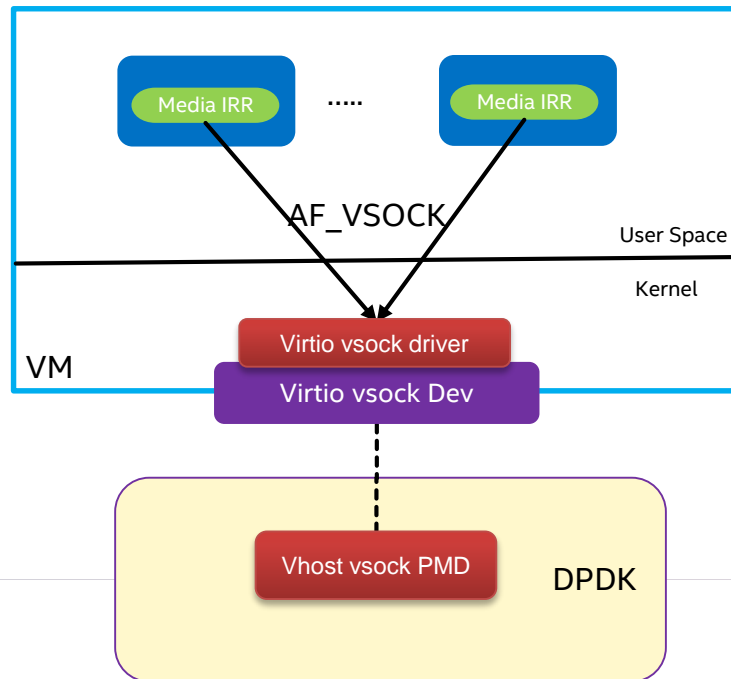 Media IRR
.....
Media IRR
AF_VSOCK
User Space
Kernel
Virtio vsock driver
VM
Virtio vsock Dev
Vhost vsock PMD
DPDK